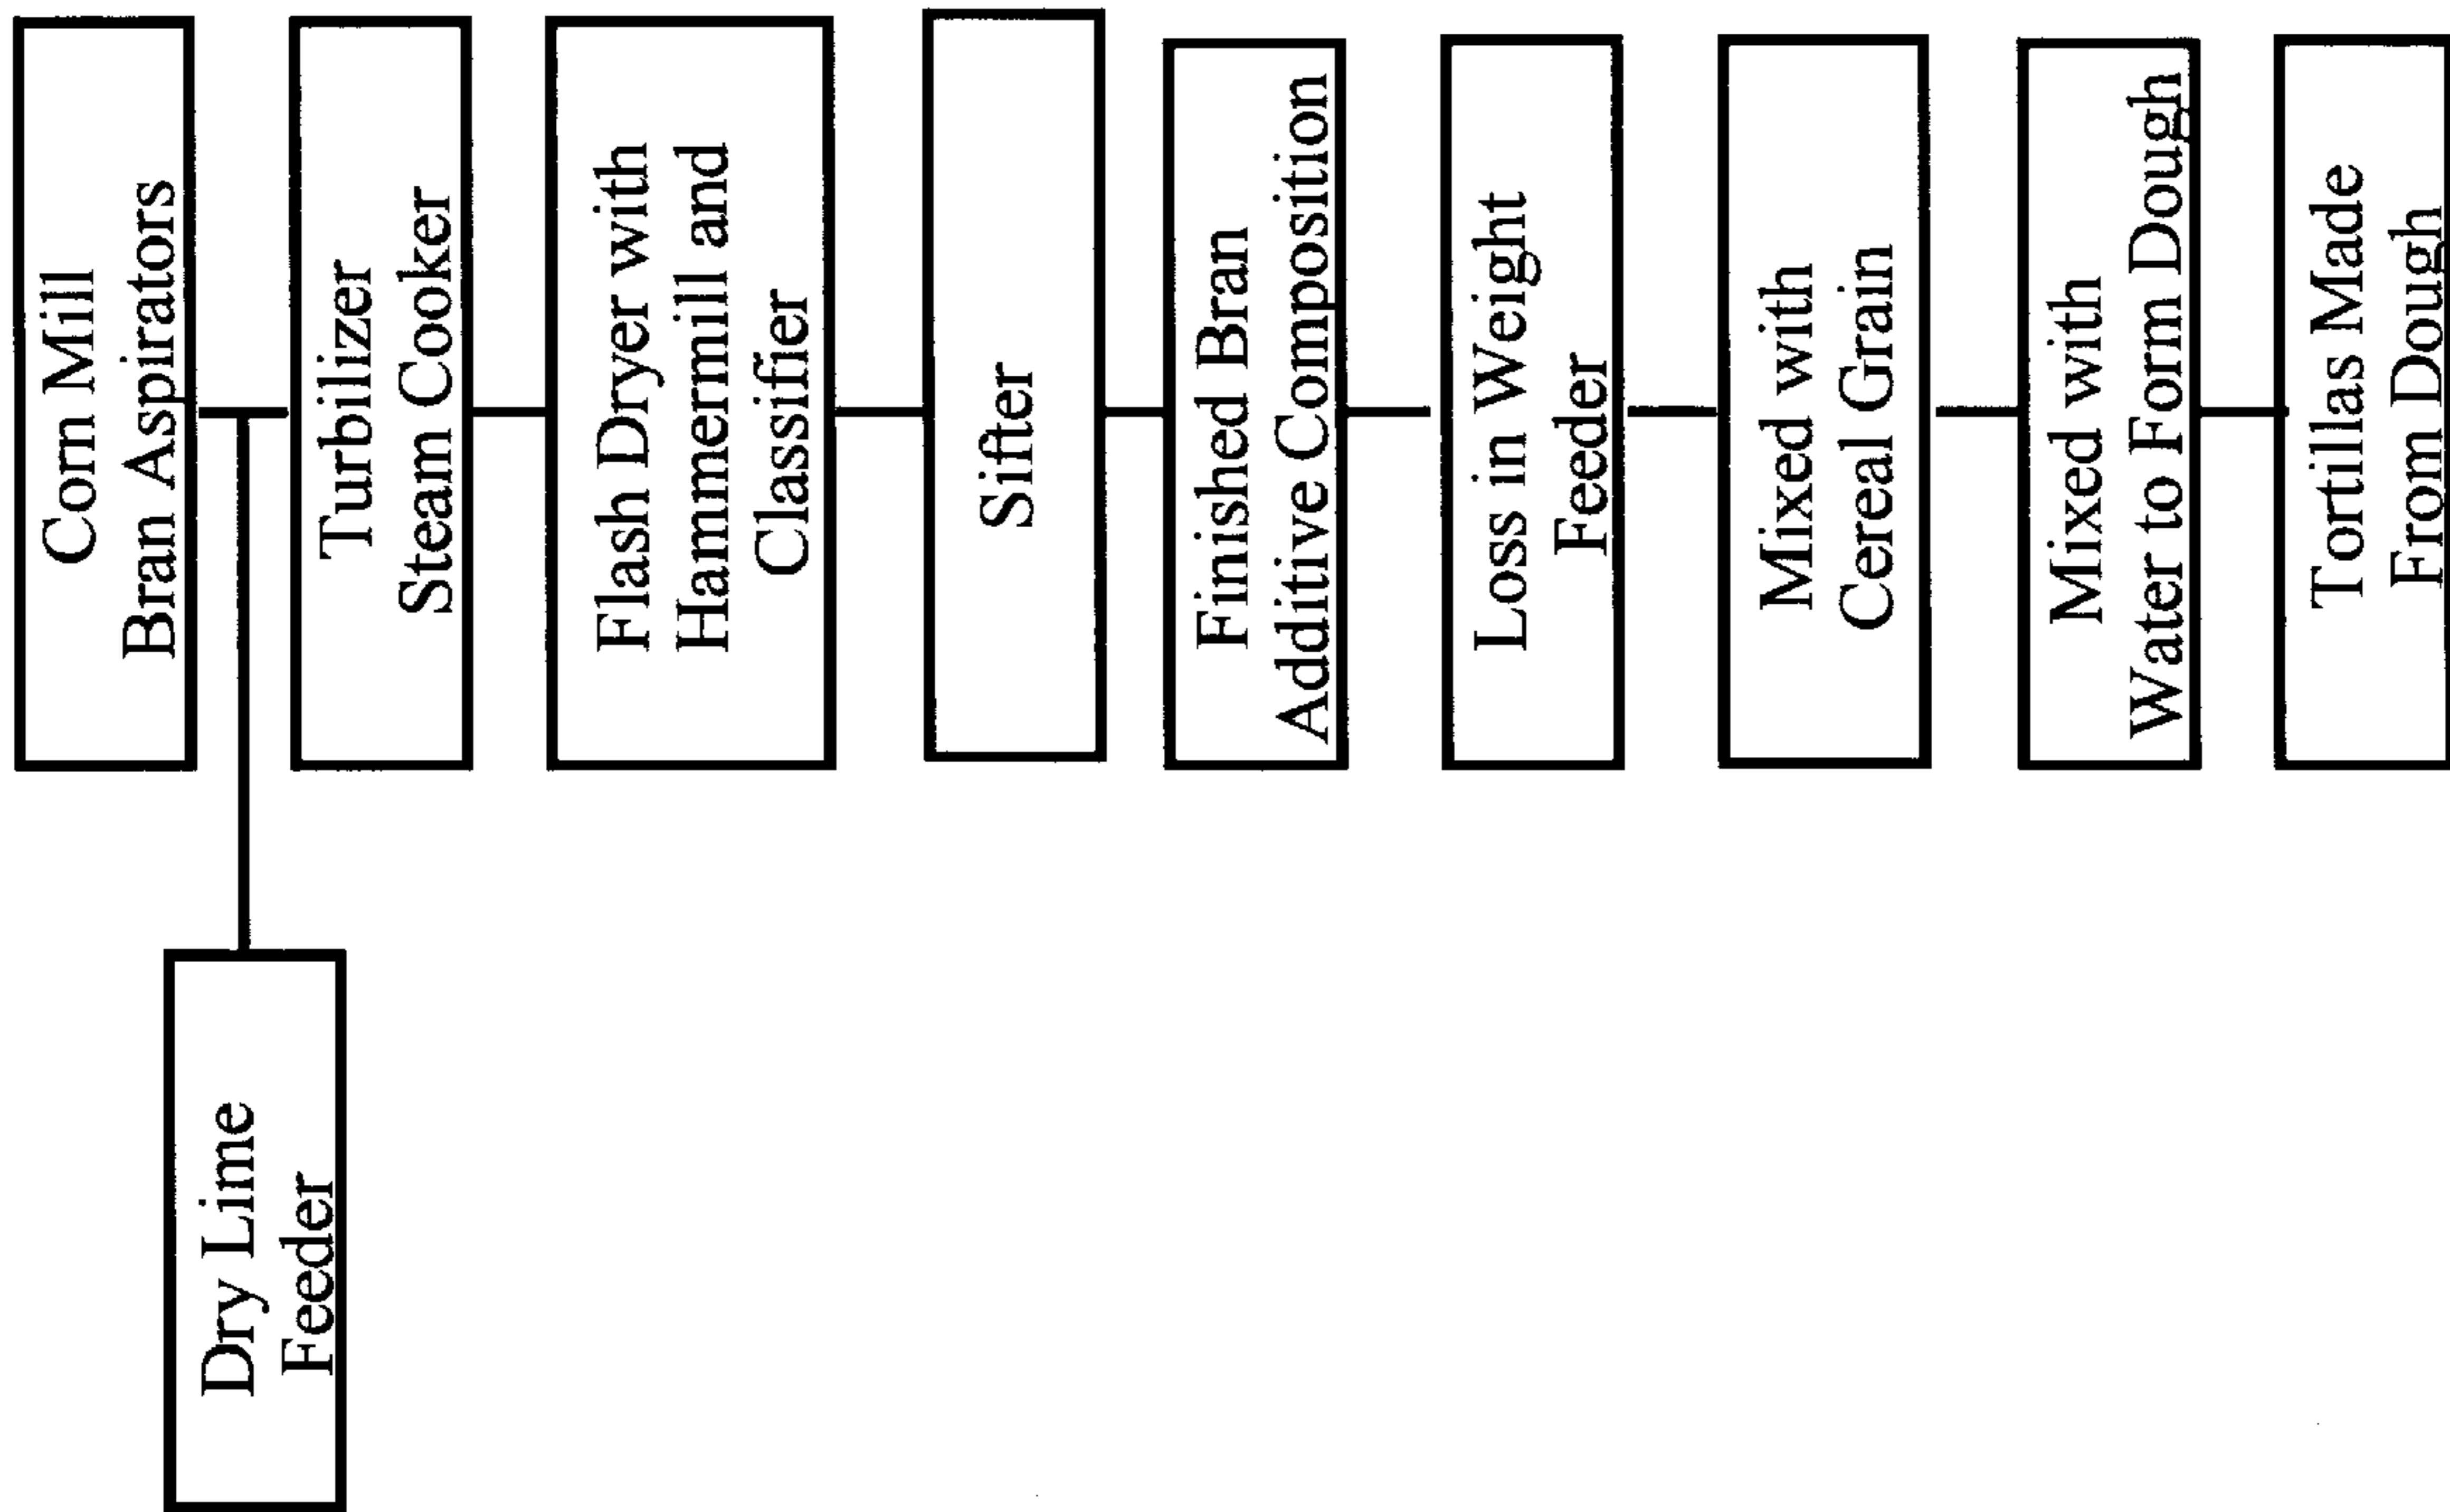 Corn Mill
Bran Aspirators
Dry Lime
Feeder
Turbilizer
Steam Cooker
Flash Dryer with
Hammermill and
Classifier
Sifter
Finished Bran
Additive Composition
Loss in Weight
Feeder
Mixed with
Cereal Grain
Mixed with
Water to Form Dough
Tortillas Made
From Dough